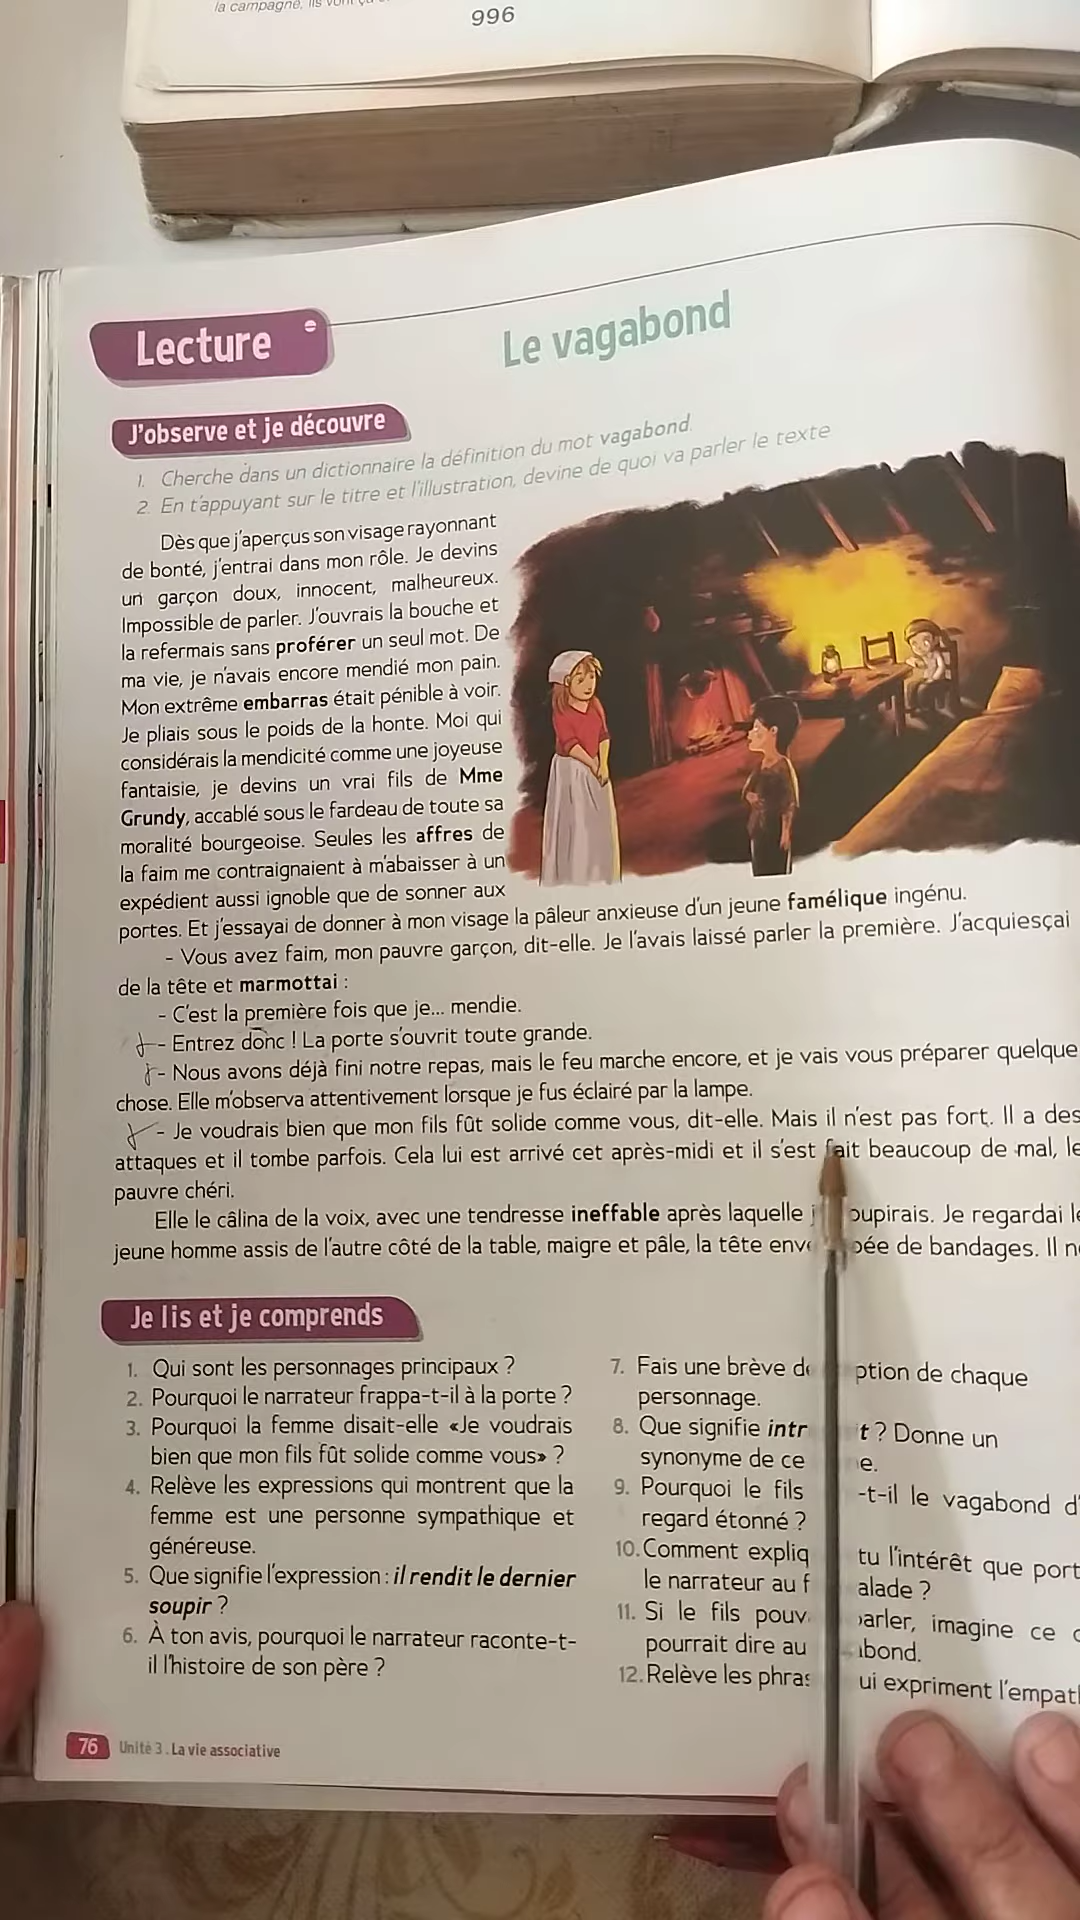 la campagne, ils vont
996
Lecture
Le vagabond
J'observe et je découvre
1. Cherche dans un dictionnaire la définition du mot vagabond.
2. En t'appuyant sur le titre et l'illustration, devine de quoi va parler le texte
Dès que j'aperçus son visage rayonnant
de bonté, j'entrai dans mon rôle. Je devins
un garçon doux, innocent, malheureux.
Impossible de parler. J'ouvrais la bouche et
la refermais sans proférer un seul mot. De
ma vie, je n'avais encore mendié mon pain.
Mon extrême embarras était pénible à voir.
Je pliais sous le poids de la honte. Moi qui
considérais la mendicité comme une joyeuse
fantaisie, je devins un vrai fils de Mme
Grundy, accablé sous le fardeau de toute sa
moralité bourgeoise. Seules les affres de
la faim me contraignaient à m'abaisser à un
expédient aussi ignoble que de sonner aux
portes. Et j'essayai de donner à mon visage la pâleur anxieuse d'un jeune famélique ingénu.
- Vous avez faim, mon pauvre garçon, dit-elle. Je l'avais laissé parler la première. J'acquiesçai
de la tête et marmottai :
- C'est la première fois que je... mendie.
- Entrez donc ! La porte s'ouvrit toute grande.
- Nous avons déjà fini notre repas, mais le feu marche encore, et je vais vous préparer quelque
chose. Elle m'observa attentivement lorsque je fus éclairé par la lampe.
- Je voudrais bien que mon fils fût solide comme vous, dit-elle. Mais il n'est pas fort. Il a des
attaques et il tombe parfois. Cela lui est arrivé cet après-midi et il s'est fait beaucoup de mal, le
pauvre chéri.
Elle le câlina de la voix, avec une tendresse ineffable après laquelle j oupirais. Je regardai le
jeune homme assis de l'autre côté de la table, maigre et pâle, la tête env pée de bandages. Il n
Je lis et je comprends
1. Qui sont les personnages principaux ?
2. Pourquoi le narrateur frappa-t-il à la porte ?
3. Pourquoi la femme disait-elle «Je voudrais
bien que mon fils fût solide comme vous» ?
4. Relève les expressions qui montrent que la
femme est une personne sympathique et
généreuse.
5. Que signifie l'expression : il rendit le dernier
soupir ?
6. À ton avis, pourquoi le narrateur raconte-t-
il l'histoire de son père ?
7. Fais une brève de ption de chaque
personnage.
8. Que signifie intr t ? Donne un
synonyme de ce e.
9. Pourquoi le fils -t-il le vagabond d'
regard étonné ?
10. Comment expliq tu l'intérêt que port
le narrateur au f alade ?
11. Si le fils pouv parler, imagine ce
pourrait dire au bond.
12. Relève les phras ui expriment l'empat
76 Unité 3 . La vie associative